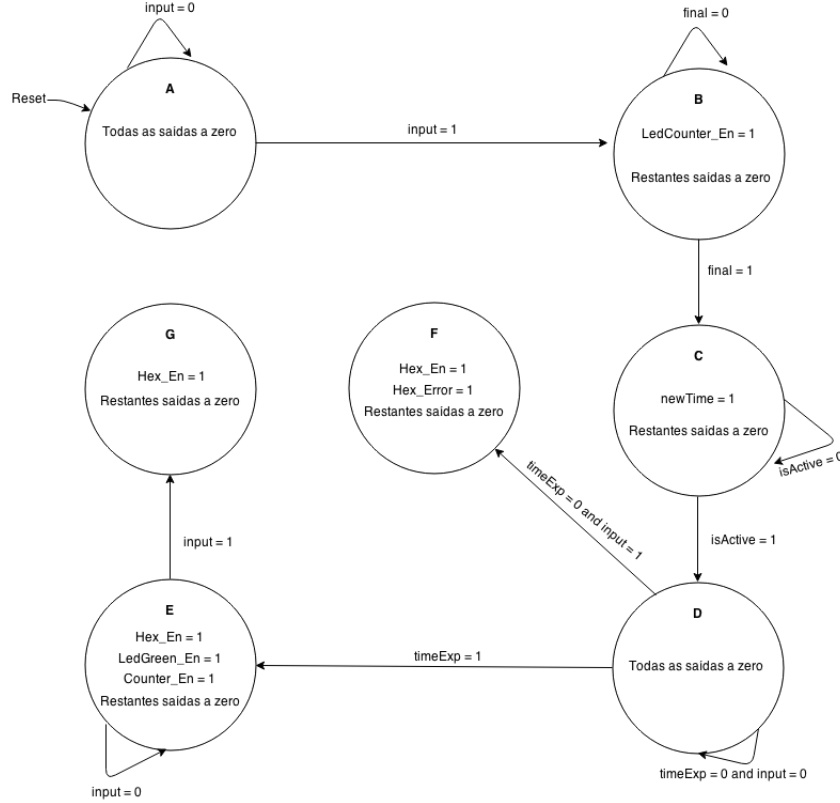 input = 0
Reset
A
Todas as saidas a zero
input = 1
final = 0
B
LedCounter_En = 1
Restantes saidas a zero
final = 1
C
newTime = 1
Restantes saidas a zero
isActive = 0
isActive = 1
D
Todas as saidas a zero
timeExp = 0 and input = 0
timeExp = 0 and input = 1
F
Hex_En = 1
Hex_Error = 1
Restantes saidas a zero
timeExp = 1
E
Hex_En = 1
LedGreen_En = 1
Counter_En = 1
Restantes saidas a zero
input = 0
input = 1
G
Hex_En = 1
Restantes saidas a zero